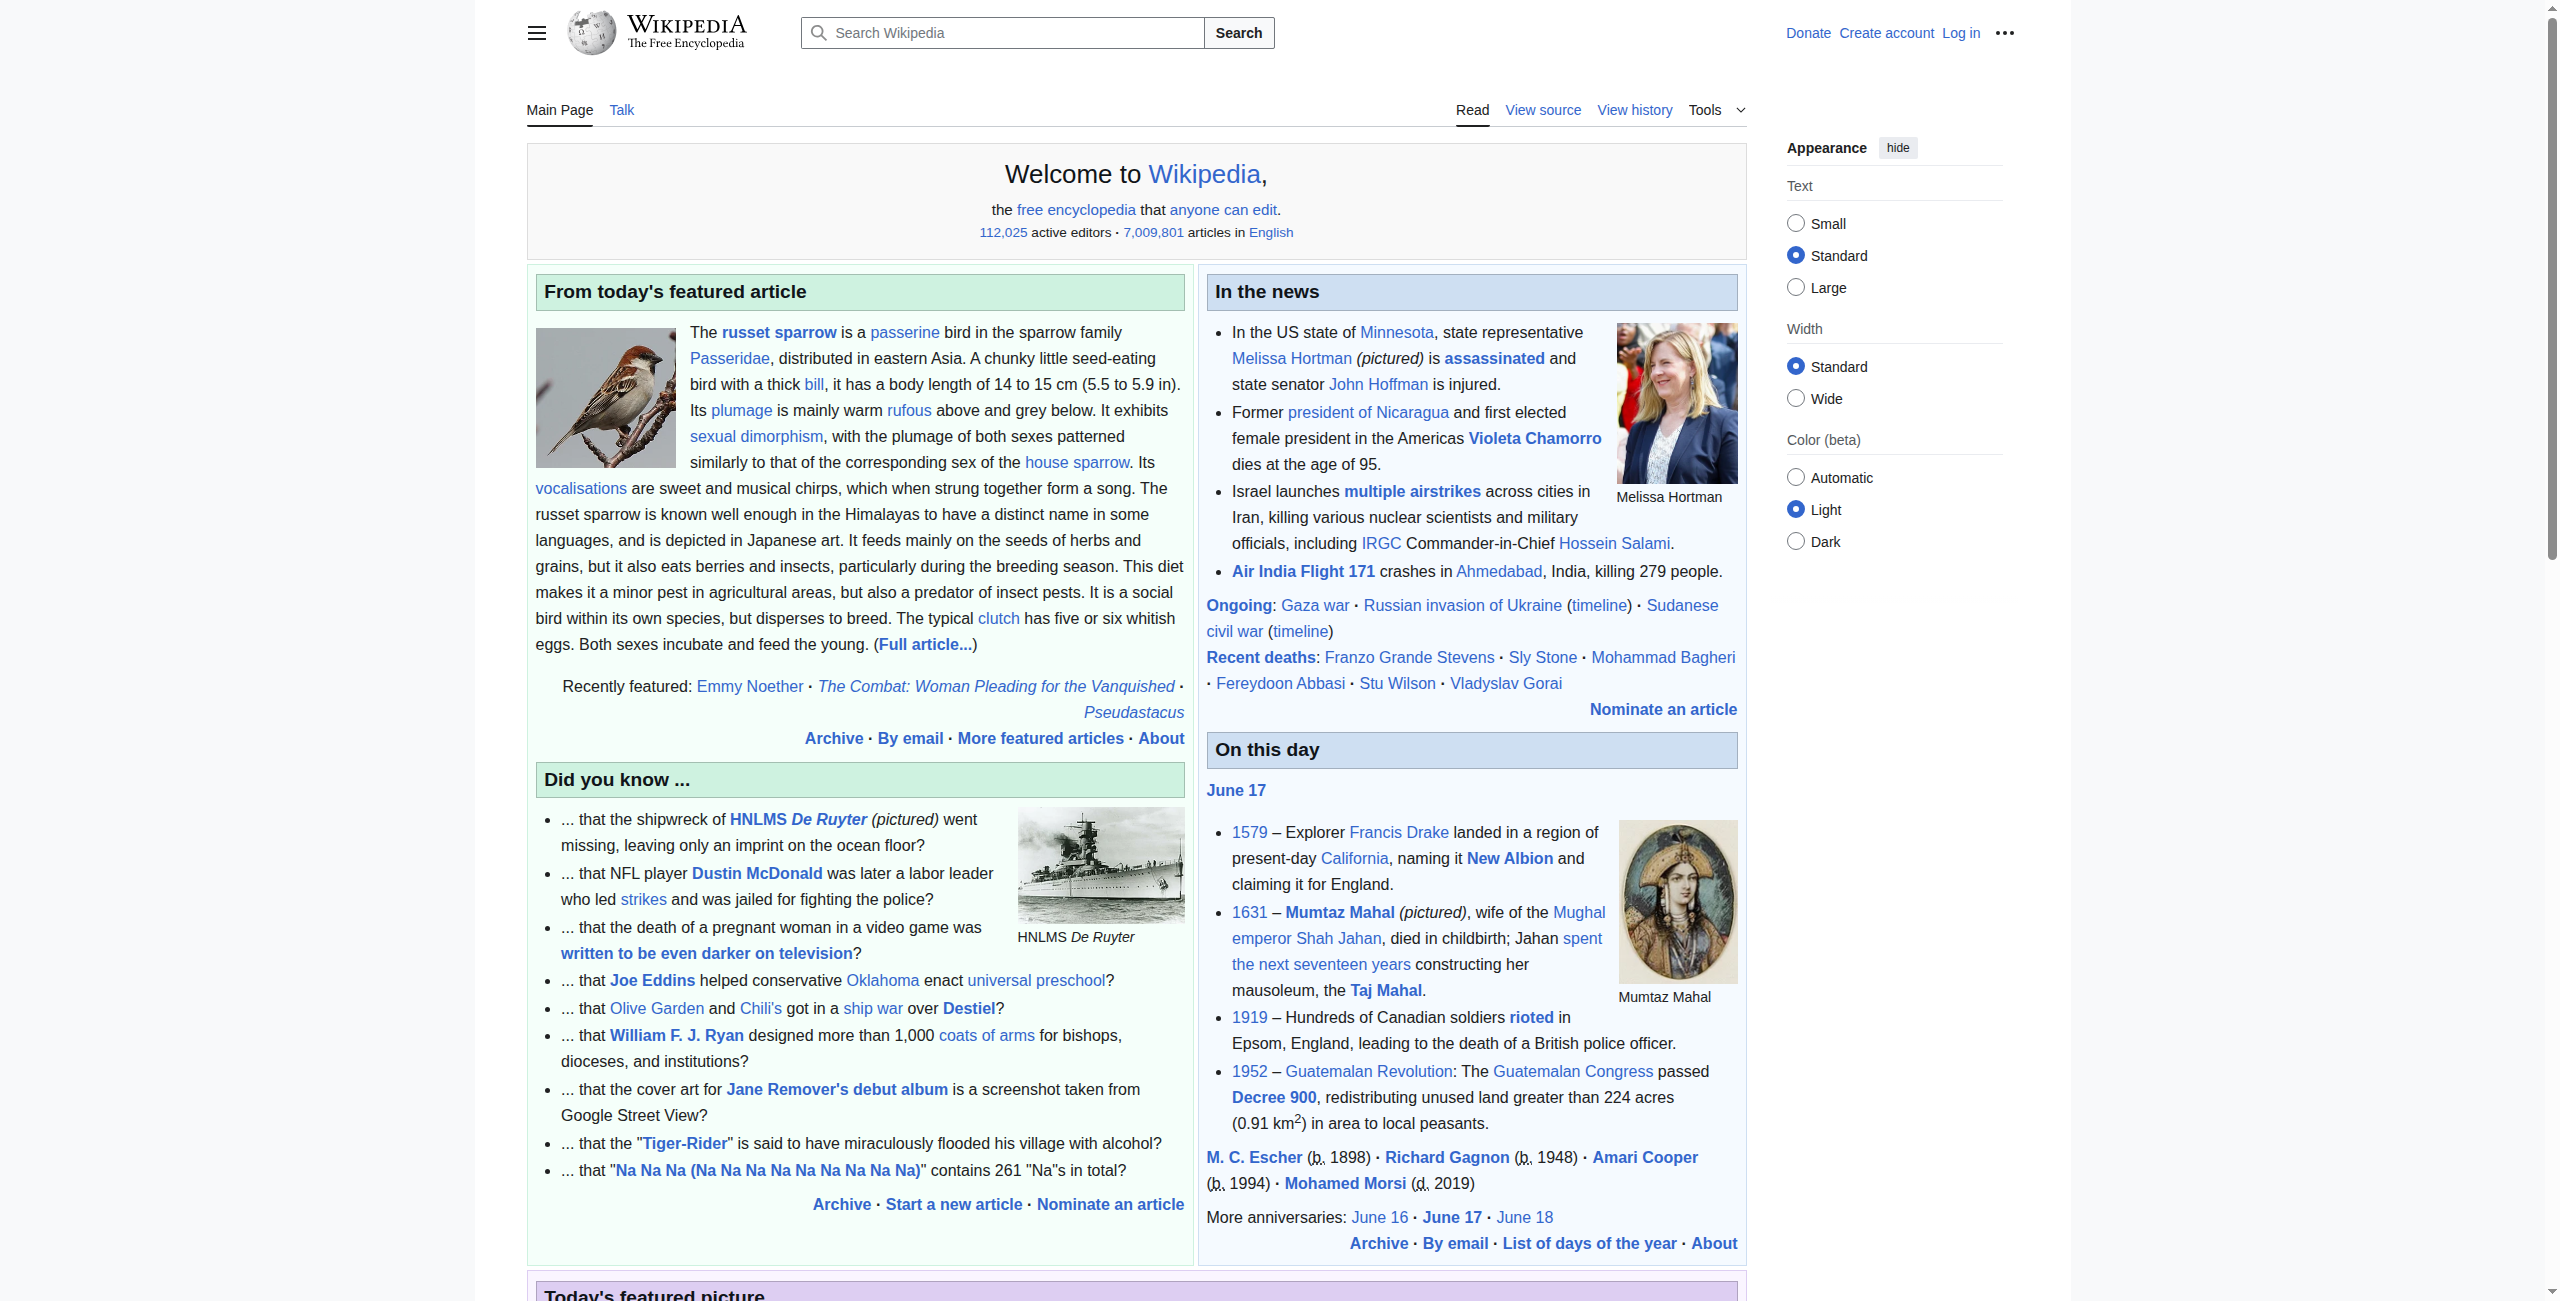 WIKIPEDIA
The Free Encyclopedia
Search Wikipedia
Search
Donate Create account Log in
Main Page Talk
Read View source View history Tools
Welcome to Wikipedia,
the free encyclopedia that anyone can edit.
112,025 active editors · 7,009,801 articles in English
From today's featured article
The russet sparrow is a passerine bird in the sparrow family
Passeridae, distributed in eastern Asia. A chunky little seed-eating
bird with a thick bill, it has a body length of 14 to 15 cm (5.5 to 5.9 in).
Its plumage is mainly warm rufous above and grey below. It exhibits
sexual dimorphism, with the plumage of both sexes patterned
similarly to that of the corresponding sex of the house sparrow. Its
vocalisations are sweet and musical chirps, which when strung together form a song. The
russet sparrow is known well enough in the Himalayas to have a distinct name in some
languages, and is depicted in Japanese art. It feeds mainly on the seeds of herbs and
grains, but it also eats berries and insects, particularly during the breeding season. This diet
makes it a minor pest in agricultural areas, but also a predator of insect pests. It is a social
bird within its own species, but disperses to breed. The typical clutch has five or six whitish
eggs. Both sexes incubate and feed the young. (Full article...)
Recently featured: Emmy Noether · The Combat: Woman Pleading for the Vanquished ·
Pseudastacus
Archive · By email · More featured articles · About
Did you know ...
... that the shipwreck of HNLMS De Ruyter (pictured) went
missing, leaving only an imprint on the ocean floor?
... that NFL player Dustin McDonald was later a labor leader
who led strikes and was jailed for fighting the police?
... that the death of a pregnant woman in a video game was
written to be even darker on television?
HNLMS De Ruyter
... that Joe Eddins helped conservative Oklahoma enact universal preschool?
... that Olive Garden and Chili's got in a ship war over Destiel?
... that William F. J. Ryan designed more than 1,000 coats of arms for bishops,
dioceses, and institutions?
... that the cover art for Jane Remover's debut album is a screenshot taken from
Google Street View?
... that the "Tiger-Rider" is said to have miraculously flooded his village with alcohol?
... that "Na Na Na (Na Na Na Na Na Na Na Na Na)" contains 261 "Na"s in total?
Archive · Start a new article · Nominate an article
In the news
In the US state of Minnesota, state representative
Melissa Hortman (pictured) is assassinated and
state senator John Hoffman is injured.
Former president of Nicaragua and first elected
female president in the Americas Violeta Chamorro
dies at the age of 95.
Melissa Hortman
Israel launches multiple airstrikes across cities in
Iran, killing various nuclear scientists and military
officials, including IRGC Commander-in-Chief Hossein Salami.
Air India Flight 171 crashes in Ahmedabad, India, killing 279 people.
Ongoing: Gaza war · Russian invasion of Ukraine (timeline) · Sudanese
civil war (timeline)
Recent deaths: Franzo Grande Stevens · Sly Stone · Mohammad Bagheri
· Fereydoon Abbasi · Stu Wilson · Vladyslav Gorai
Nominate an article
On this day
June 17
1579 – Explorer Francis Drake landed in a region of
present-day California, naming it New Albion and
claiming it for England.
1631 – Mumtaz Mahal (pictured), wife of the Mughal
emperor Shah Jahan, died in childbirth; Jahan spent
the next seventeen years constructing her
mausoleum, the Taj Mahal.
Mumtaz Mahal
1919 – Hundreds of Canadian soldiers rioted in
Epsom, England, leading to the death of a British police officer.
1952 – Guatemalan Revolution: The Guatemalan Congress passed
Decree 900, redistributing unused land greater than 224 acres
(0.91 km2) in area to local peasants.
M. C. Escher (b. 1898) · Richard Gagnon (b. 1948) · Amari Cooper
(b. 1994) · Mohamed Morsi (d. 2019)
More anniversaries: June 16 · June 17 · June 18
Archive · By email · List of days of the year · About
Today's featured picture
Appearance hide
Text
Small
Standard
Large
Width
Standard
Wide
Color (beta)
Automatic
Light
Dark